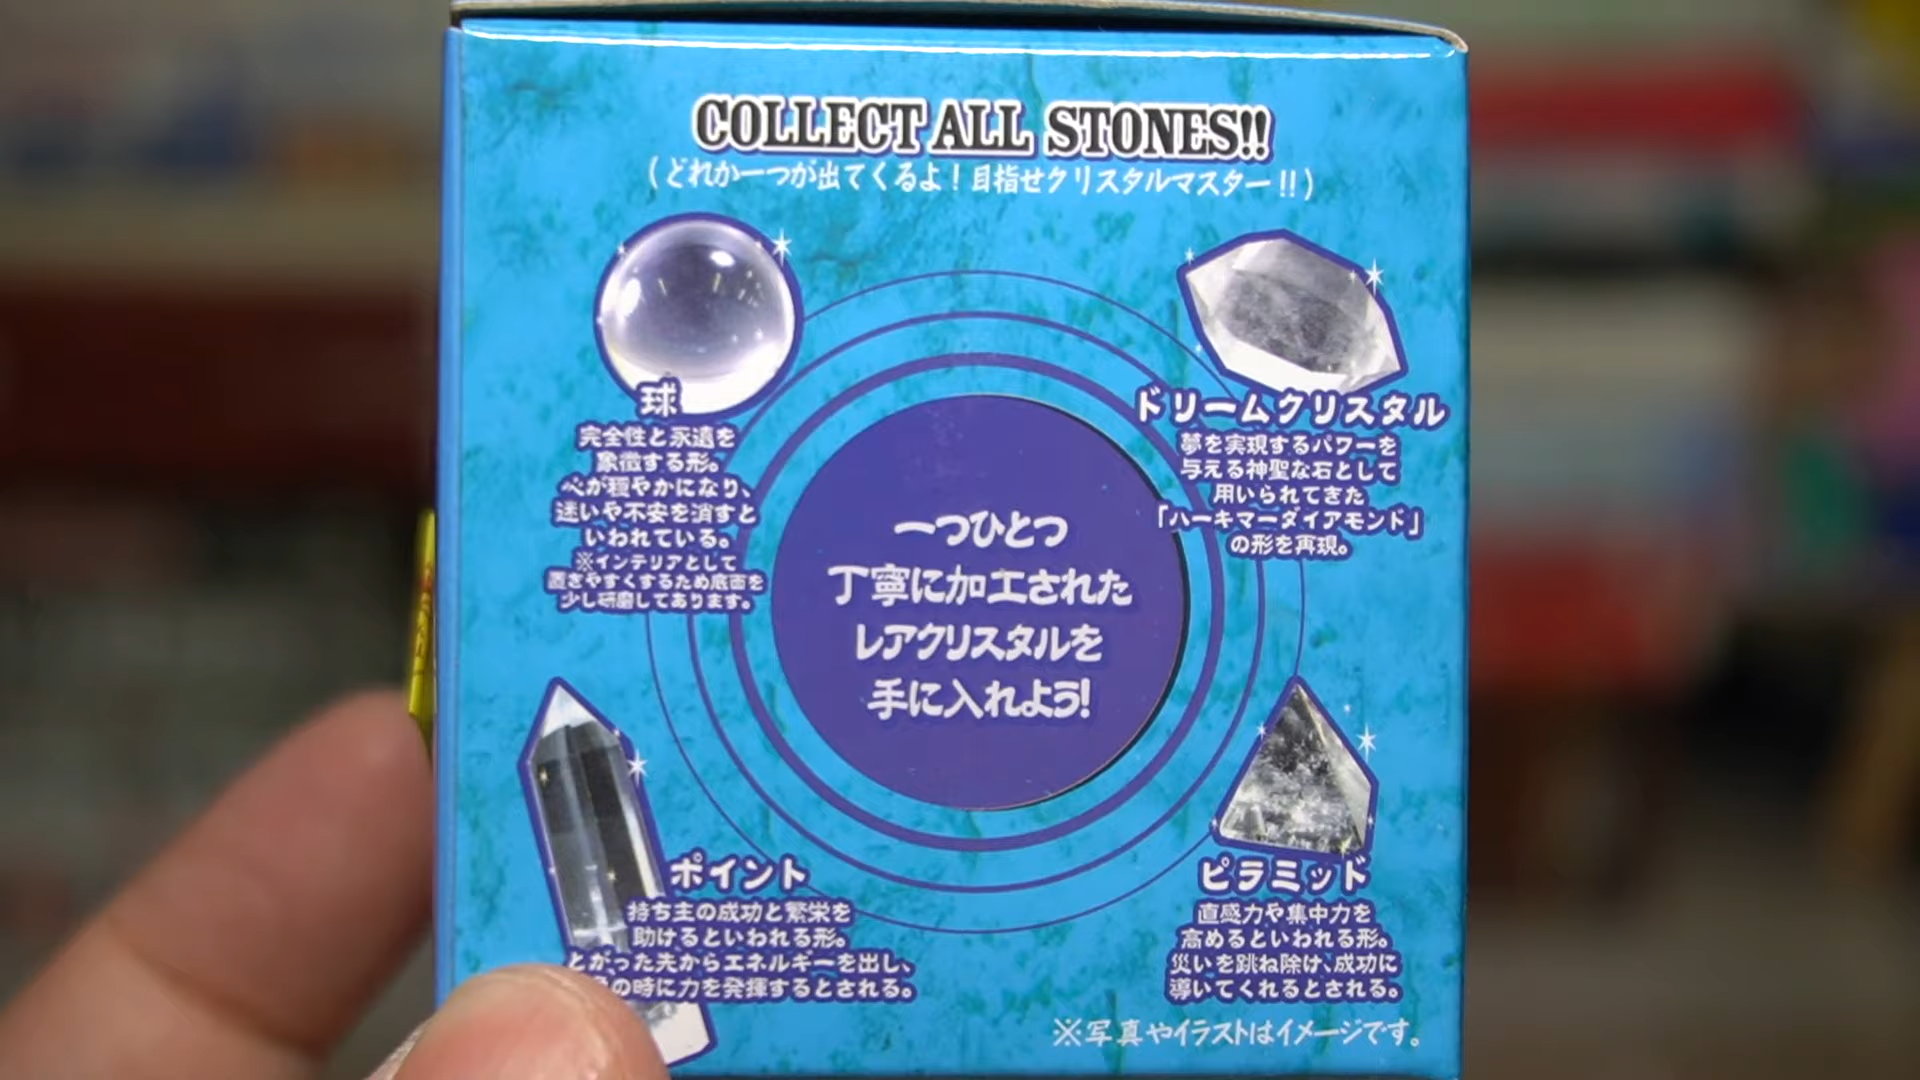 COLLECT ALL STONES!!
(どれか一つが出てくるよ!目指せクリスタルマスター!!)
球
完全性と永遠を
象徴する形。
心が穏やかになり、
迷いや不安を消すと
いわれている。
※インテリアとして
置きやすくするため底面を
少し研磨してあります。
ドリームクリスタル
夢を実現するパワーを
与える神聖な石として
用いられてきた
「ハーキマーダイアモンド」
の形を再現。
一つひとつ
丁寧に加工された
レアクリスタルを
手に入れよう!
ポイント
持ち主の成功と繁栄を
助けるといわれる形。
とがった先からエネルギーを出し、
の時に力を発揮するとされる。
ピラミッド
直感力や集中力を
高めるといわれる形。
災いを跳ね除け、成功に
導いてくれるとされる。
※写真やイラストはイメージです。